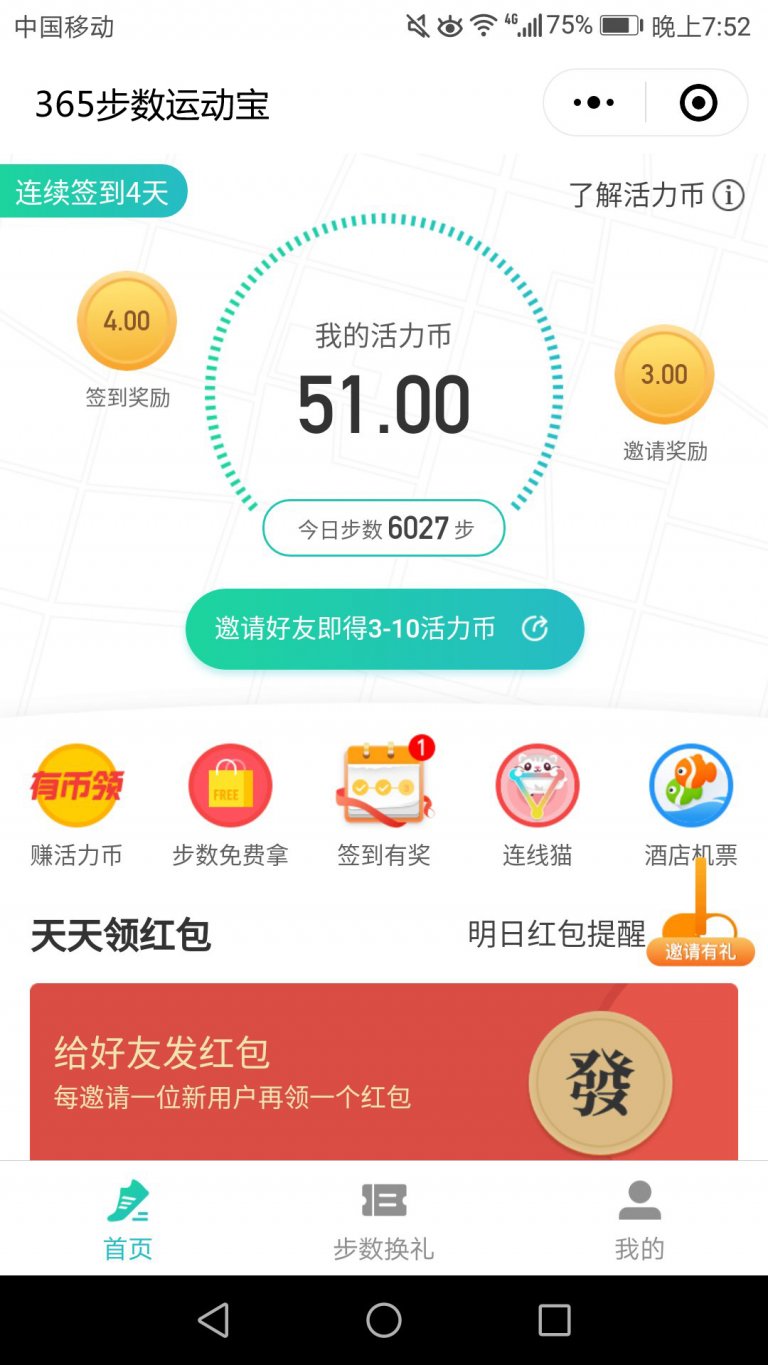 中国移动 4G 75% 晚上7:52
365步数运动宝
连续签到4天
了解活力币
4.00
签到奖励
我的活力币
51.00
3.00
邀请奖励
今日步数 6027 步
邀请好友即得3-10活力币
有币领
FREE
1
赚活力币
步数免费拿
签到有奖
连线猫
酒店机票
天天领红包
明日红包提醒
邀请有礼
给好友发红包
每邀请一位新用户再领一个红包
發
首页
步数换礼
我的